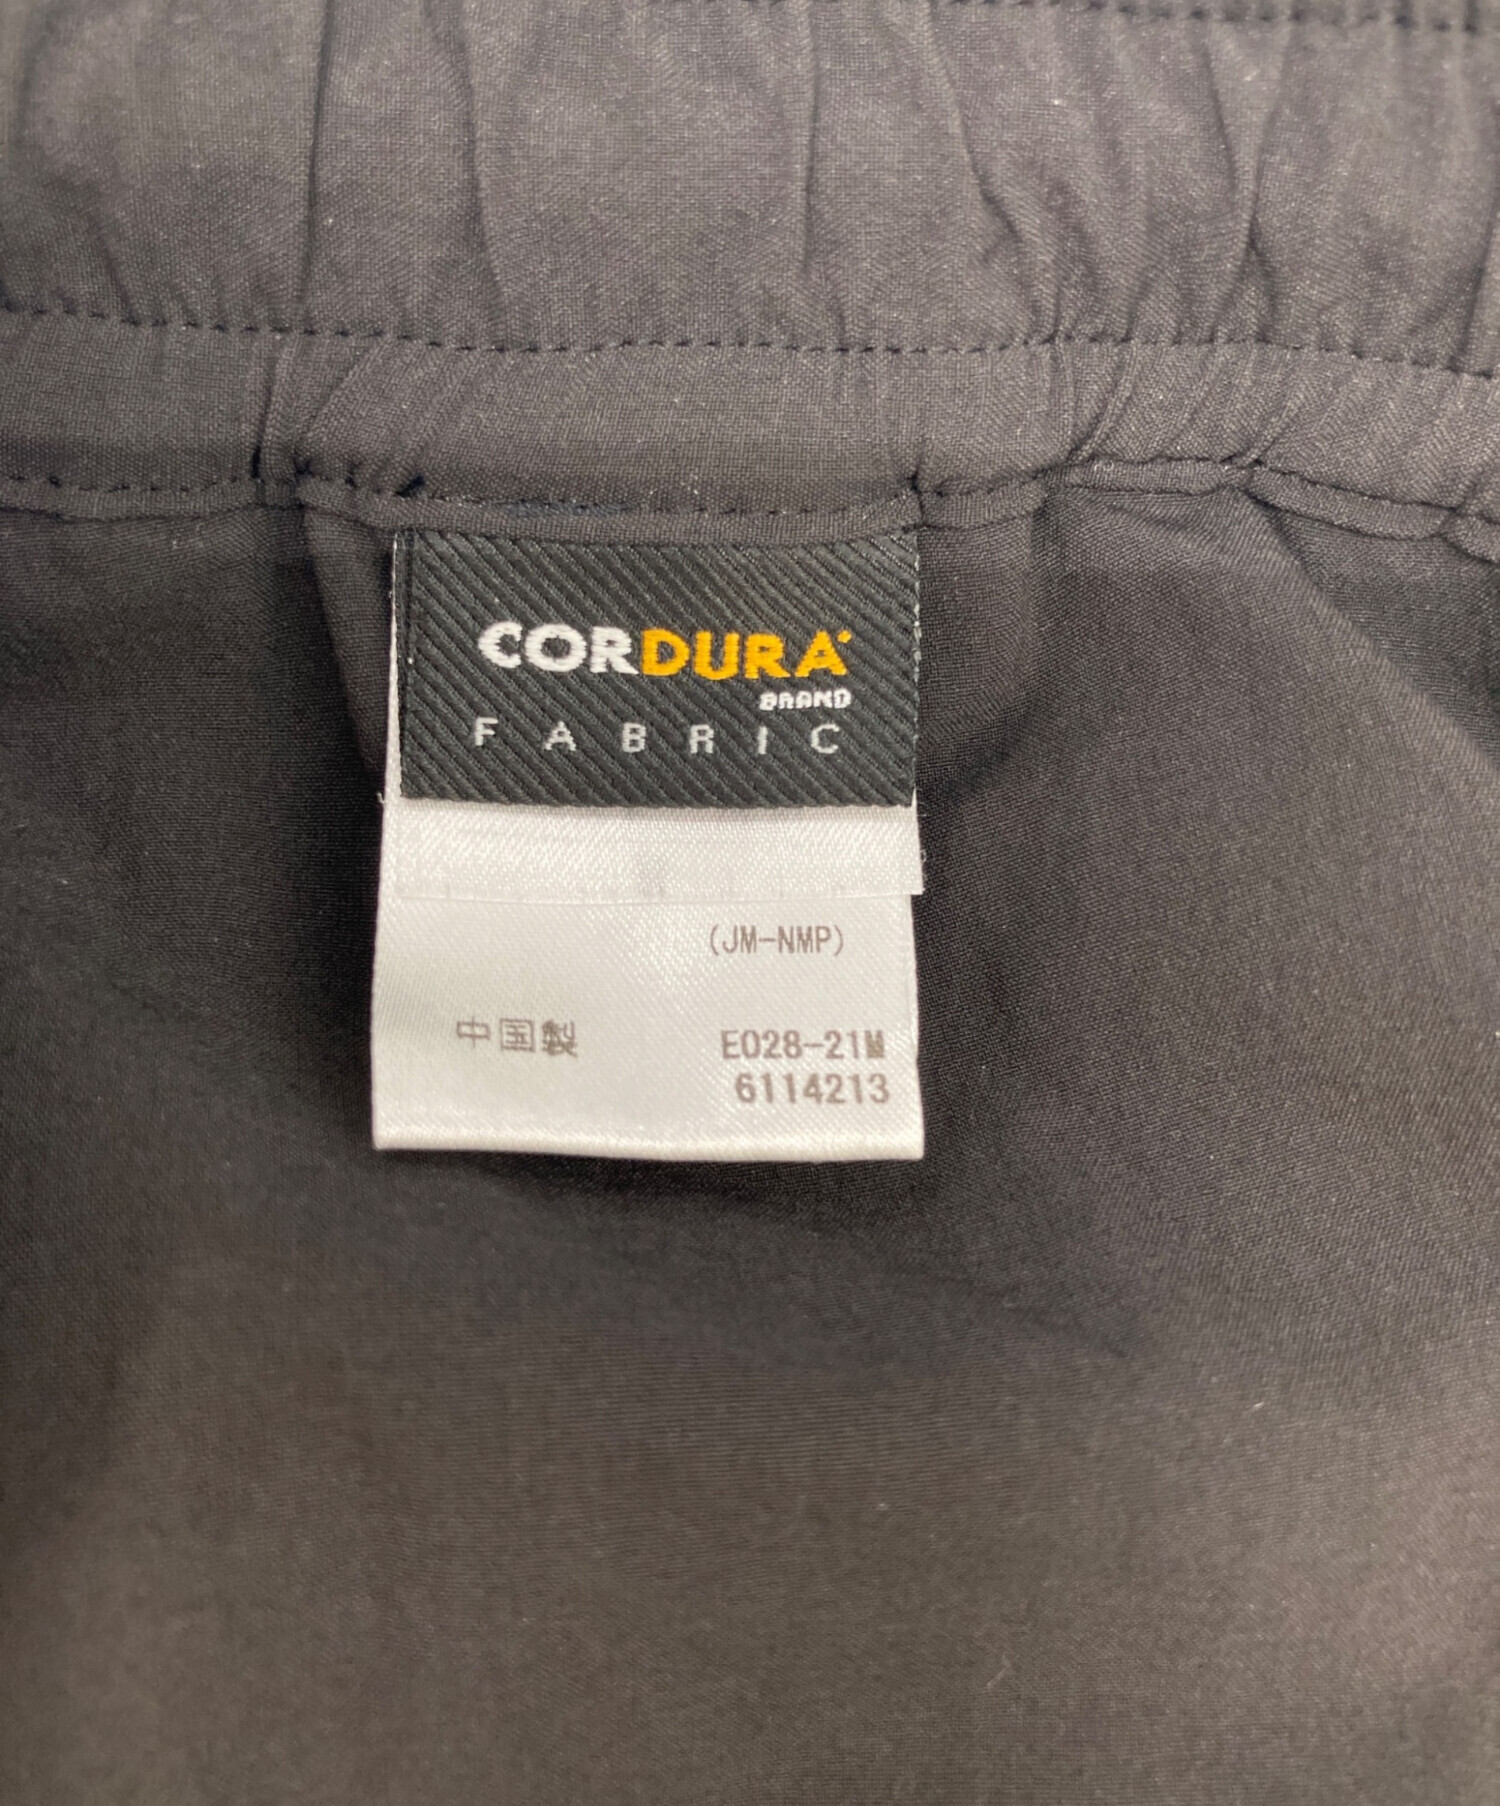 CORDURA
BRAND
FABRIC
(JM-NMP)
中国製 E028-21M
6114213